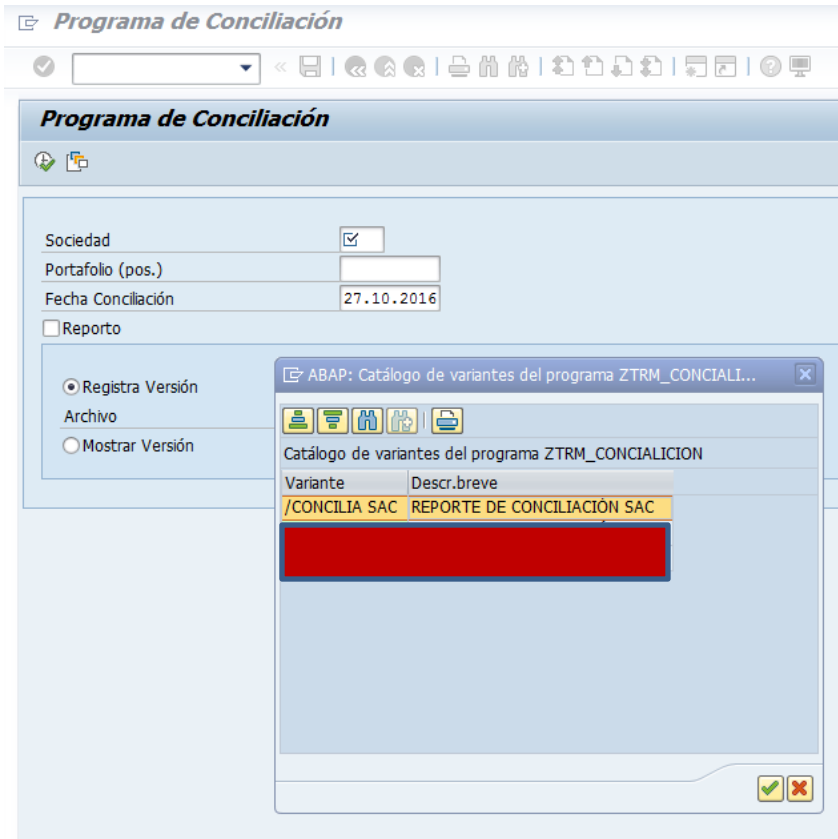 Programa de Conciliación
Programa de Conciliación
Sociedad
Portafolio (pos.)
Fecha Conciliación 27.10.2016
Reporto
Registra Versión
Archivo
Mostrar Versión
ABAP: Catálogo de variantes del programa ZTRM_CONCIALI...
Catálogo de variantes del programa ZTRM_CONCIALICION
Variante Descr.breve
/CONCILIA SAC REPORTE DE CONCILIACIÓN SAC